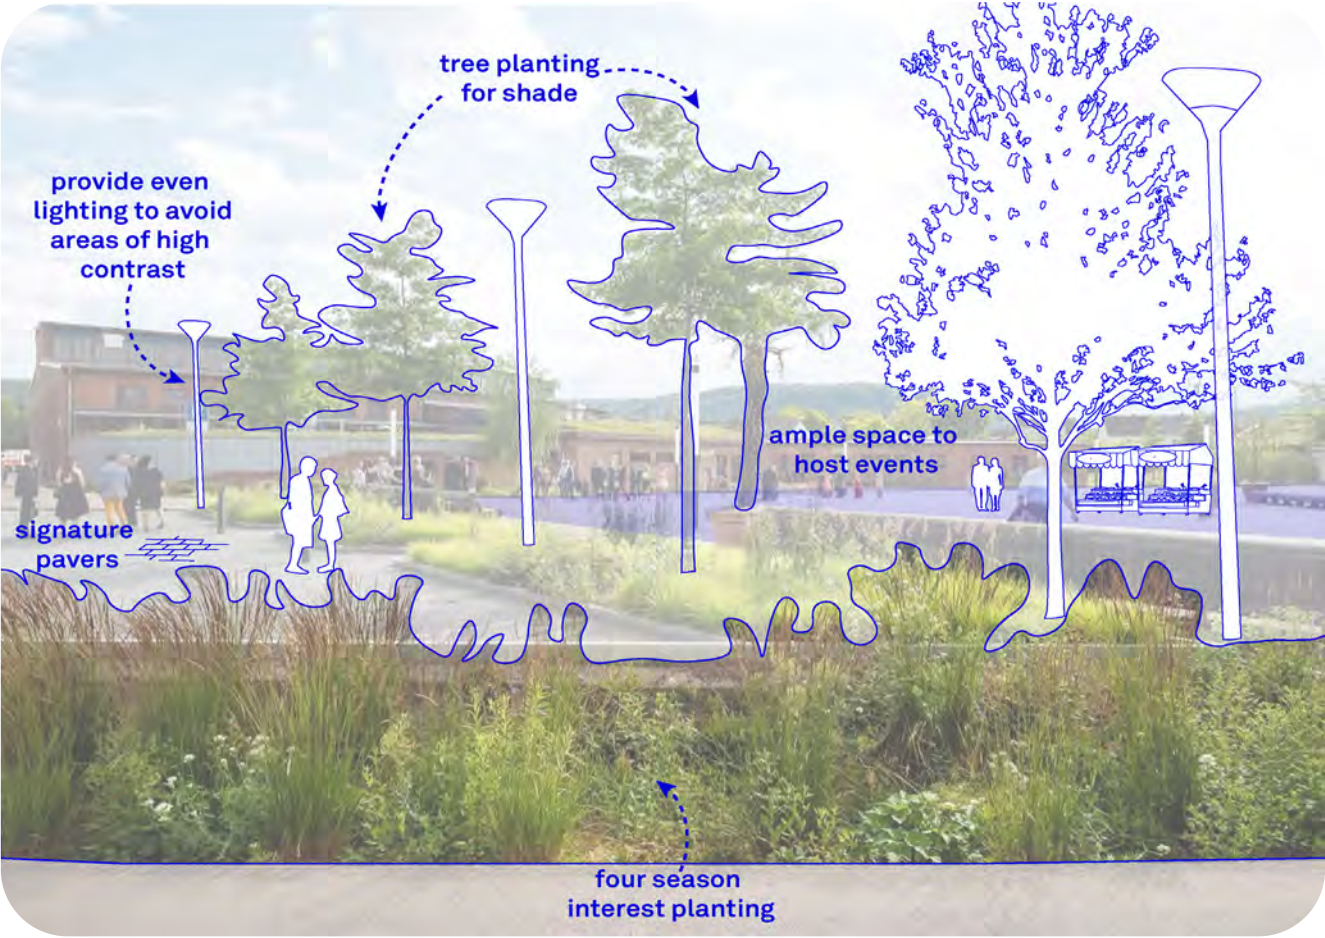 tree planting
for shade
provide even
lighting to avoid
areas of high
contrast
ample space to
host events
signature
pavers
four season
interest planting